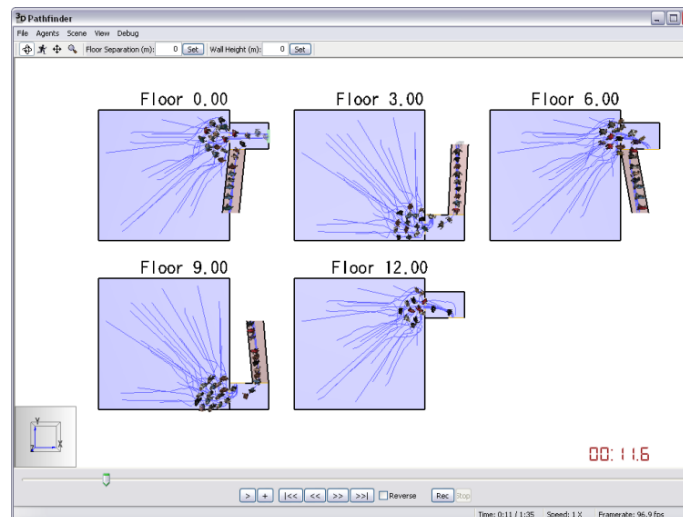 Pathfinder
File Agents Scene View Debug
Floor Separation (m): 0 Set Wall Height (m): 0 Set
Floor 0.00 Floor 3.00 Floor 6.00
Floor 9.00 Floor 12.00
Y
Z X
00:11.6
> + |<< << >> >>| Reverse Rec Stop
Time: 0:11 / 1:35 Speed: 1 X Framerate: 96.9 fps